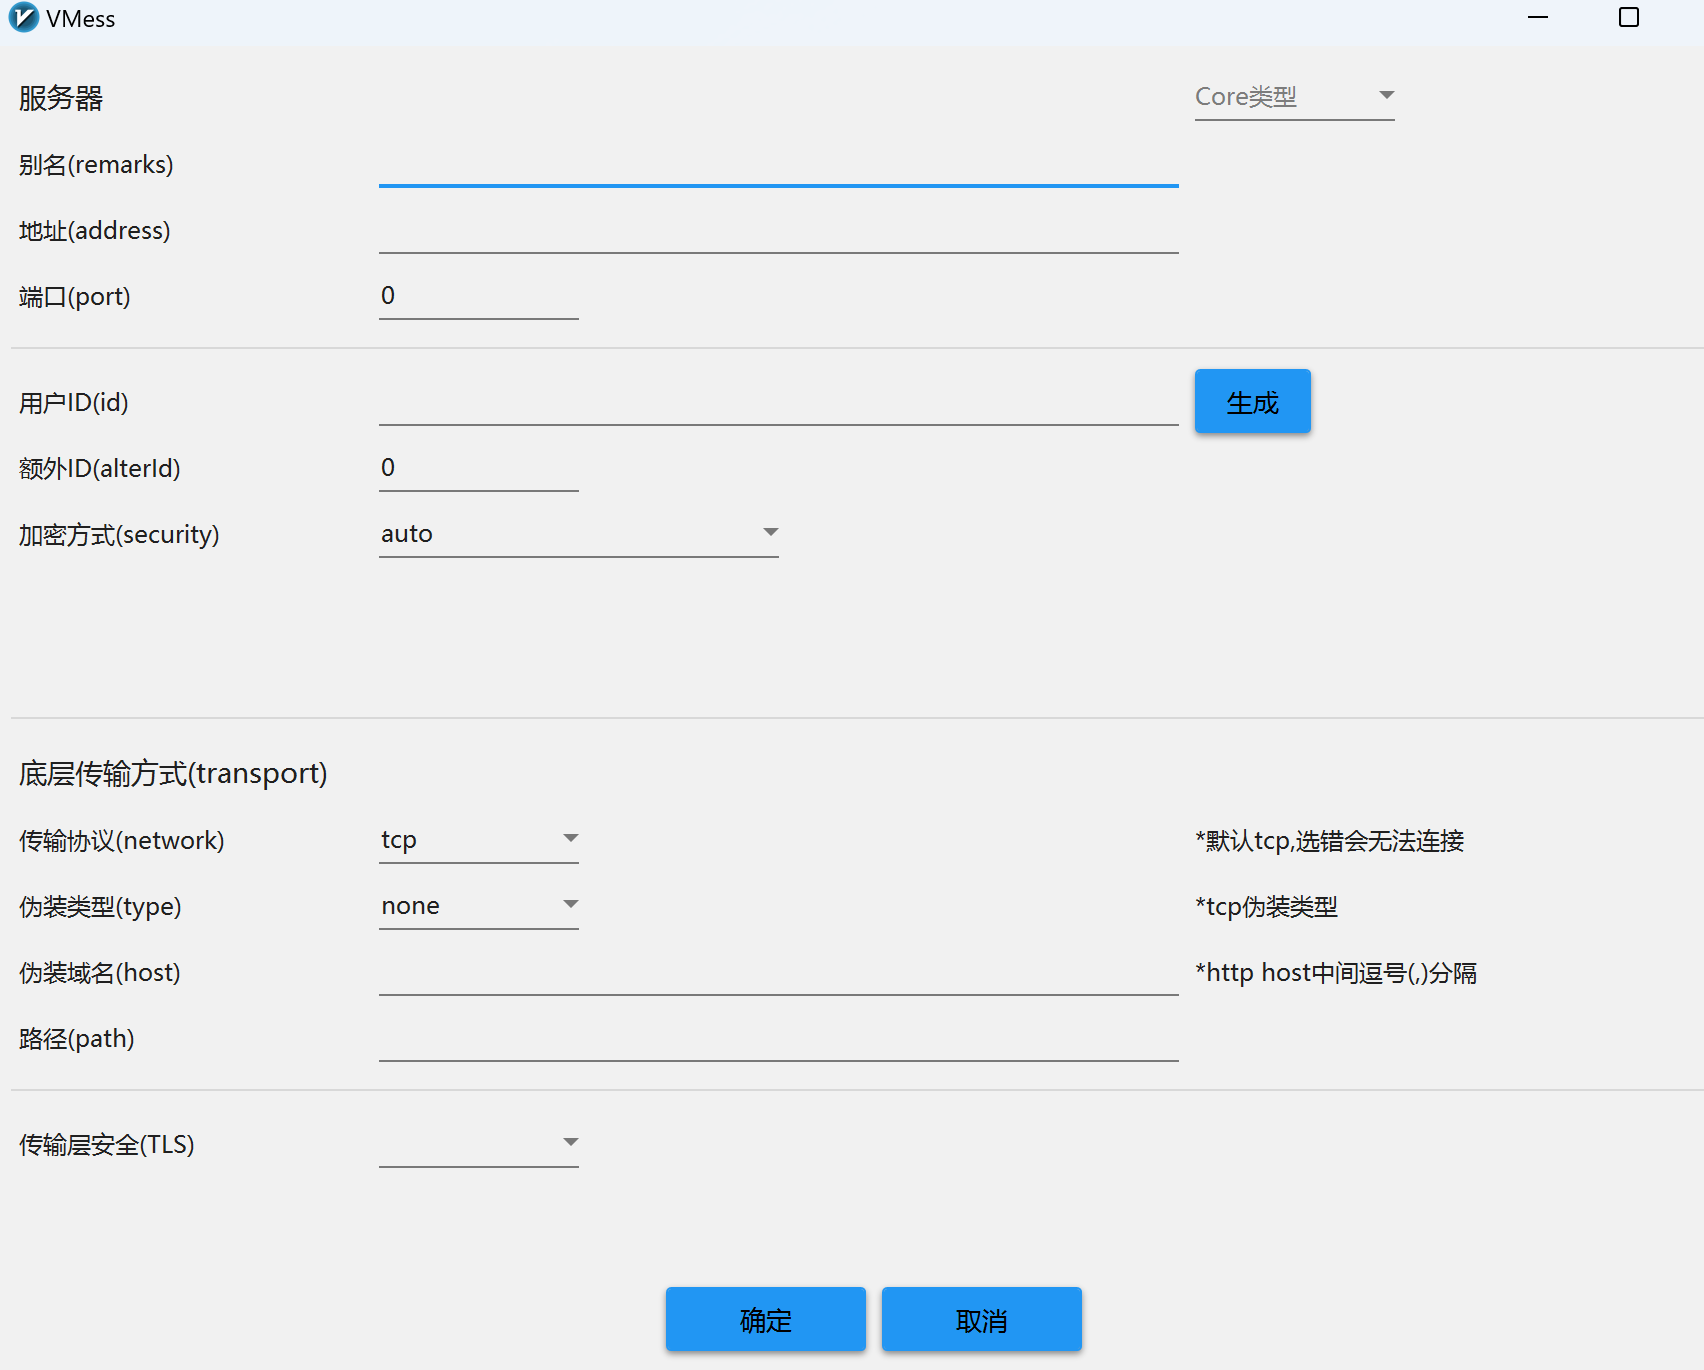 VMess
服务器
Core类型
别名(remarks)
地址(address)
端口(port)
0
用户ID(id)
生成
额外ID(alterId)
0
加密方式(security)
auto
底层传输方式(transport)
传输协议(network)
tcp
*默认tcp,选错会无法连接
伪装类型(type)
none
*tcp伪装类型
伪装域名(host)
*http host中间逗号(,)分隔
路径(path)
传输层安全(TLS)
确定
取消